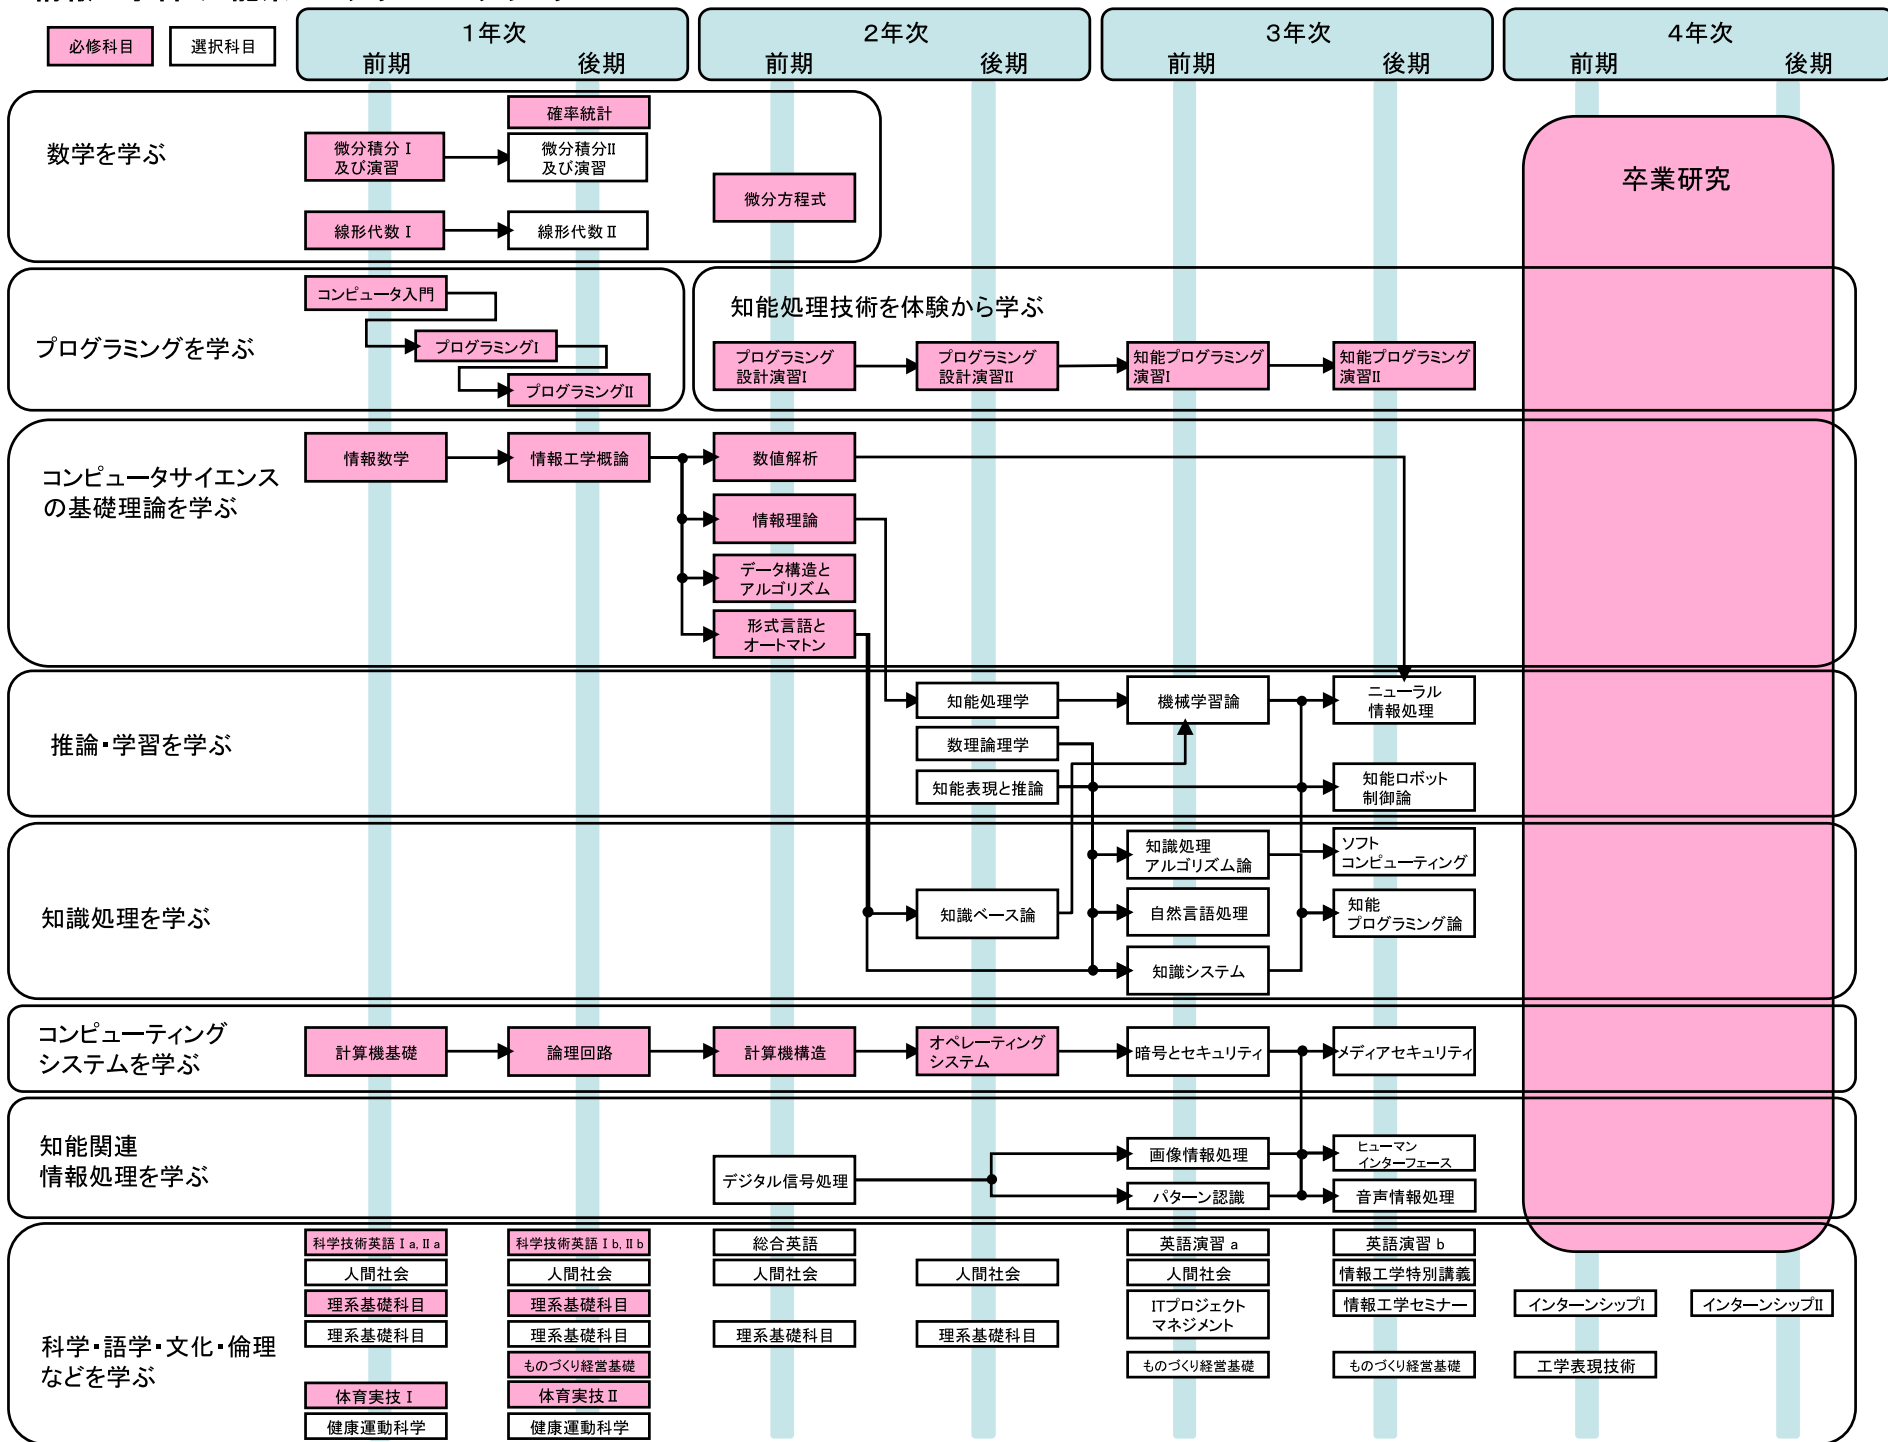 必修科目
選択科目
1年次
前期 後期
2年次
前期 後期
3年次
前期 後期
4年次
前期 後期
数学を学ぶ
確率統計
微分積分 I
及び演習
微分積分II
及び演習
微分方程式
線形代数 I
線形代数 II
卒業研究
プログラミングを学ぶ
コンピュータ入門
プログラミングI
プログラミングII
知能処理技術を体験から学ぶ
プログラミング
設計演習I
プログラミング
設計演習II
知能プログラミング
演習I
知能プログラミング
演習II
コンピュータサイエンス
の基礎理論を学ぶ
情報数学
情報工学概論
数値解析
情報理論
データ構造と
アルゴリズム
形式言語と
オートマトン
推論・学習を学ぶ
知能処理学
機械学習論
ニューラル
情報処理
数理論理学
知能表現と推論
知能ロボット
制御論
知識処理を学ぶ
知識処理
アルゴリズム論
ソフト
コンピューティング
知識ベース論
自然言語処理
知能
プログラミング論
知識システム
コンピューティング
システムを学ぶ
計算機基礎
論理回路
計算機構造
オペレーティング
システム
暗号とセキュリティ
メディアセキュリティ
知能関連
情報処理を学ぶ
デジタル信号処理
画像情報処理
ヒューマン
インターフェース
パターン認識
音声情報処理
科学・語学・文化・倫理
などを学ぶ
科学技術英語 I a, II a
科学技術英語 I b, II b
総合英語
英語演習 a
英語演習 b
人間社会
人間社会
人間社会
人間社会
人間社会
情報工学特別講義
理系基礎科目
理系基礎科目
ITプロジェクト
マネジメント
情報工学セミナー
インターンシップI
インターンシップII
理系基礎科目
理系基礎科目
理系基礎科目
理系基礎科目
ものづくり経営基礎
ものづくり経営基礎
ものづくり経営基礎
工学表現技術
体育実技 I
体育実技 II
健康運動科学
健康運動科学